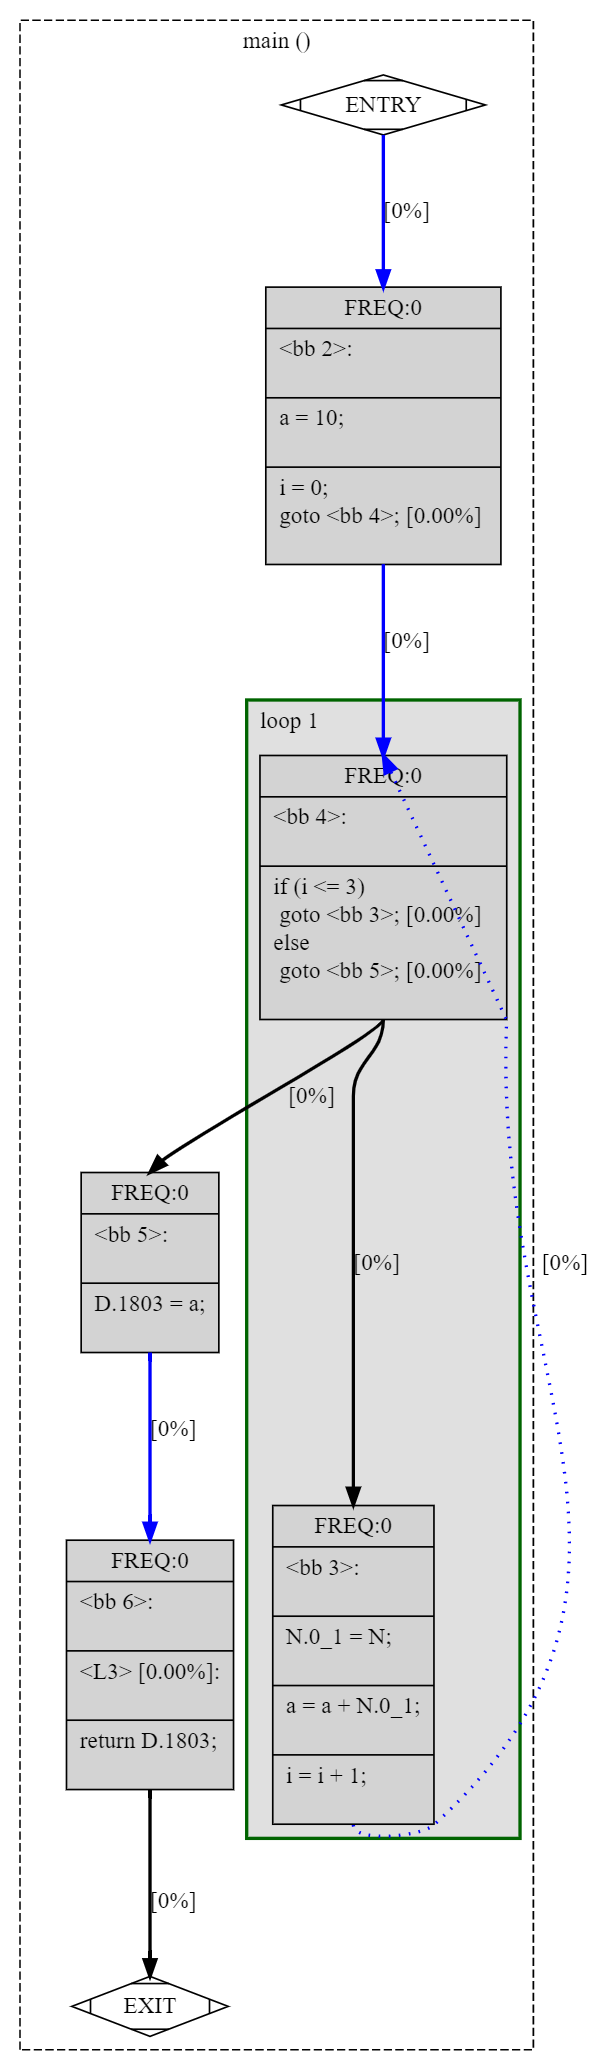 main ()
ENTRY
[0%]
FREQ:0
<bb 2>:
a = 10;
i = 0;
goto <bb 4>; [0.00%]
[0%]
loop 1
FREQ:0
<bb 4>:
if (i <= 3)
goto <bb 3>; [0.00%]
else
goto <bb 5>; [0.00%]
[0%]
FREQ:0
<bb 5>:
D.1803 = a;
[0%]
[0%]
[0%]
FREQ:0
<bb 6>:
<L3> [0.00%]:
return D.1803;
FREQ:0
<bb 3>:
N.0_1 = N;
a = a + N.0_1;
i = i + 1;
[0%]
EXIT